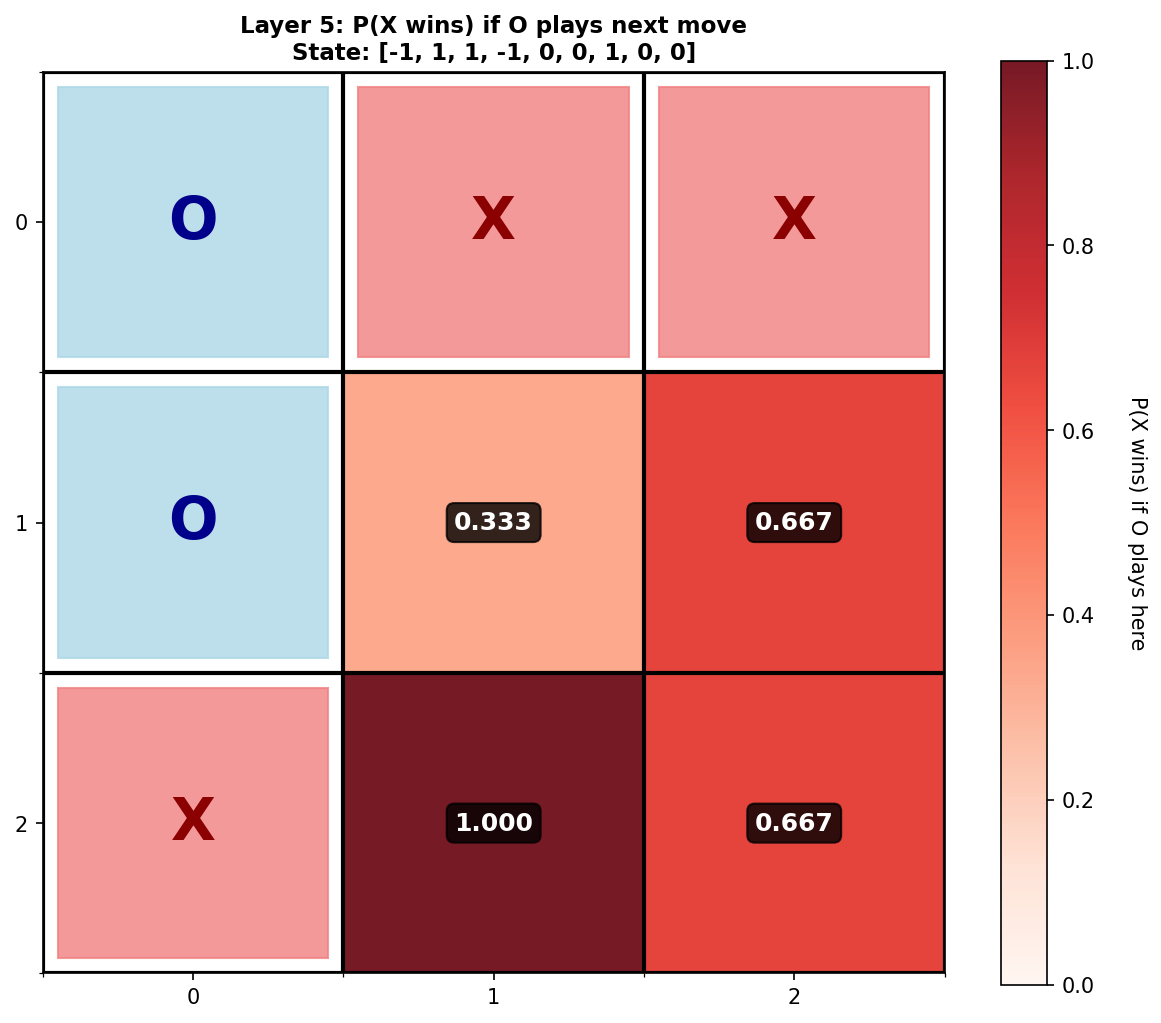 Layer 5: P(X wins) if O plays next move
State: [-1, 1, 1, -1, 0, 0, 1, 0, 0]
0
O
X
X
1
O
0.333
0.667
2
X
1.000
0.667
0
1
2
1.0
0.8
0.6
0.4
0.2
0.0
P(X wins) if O plays here